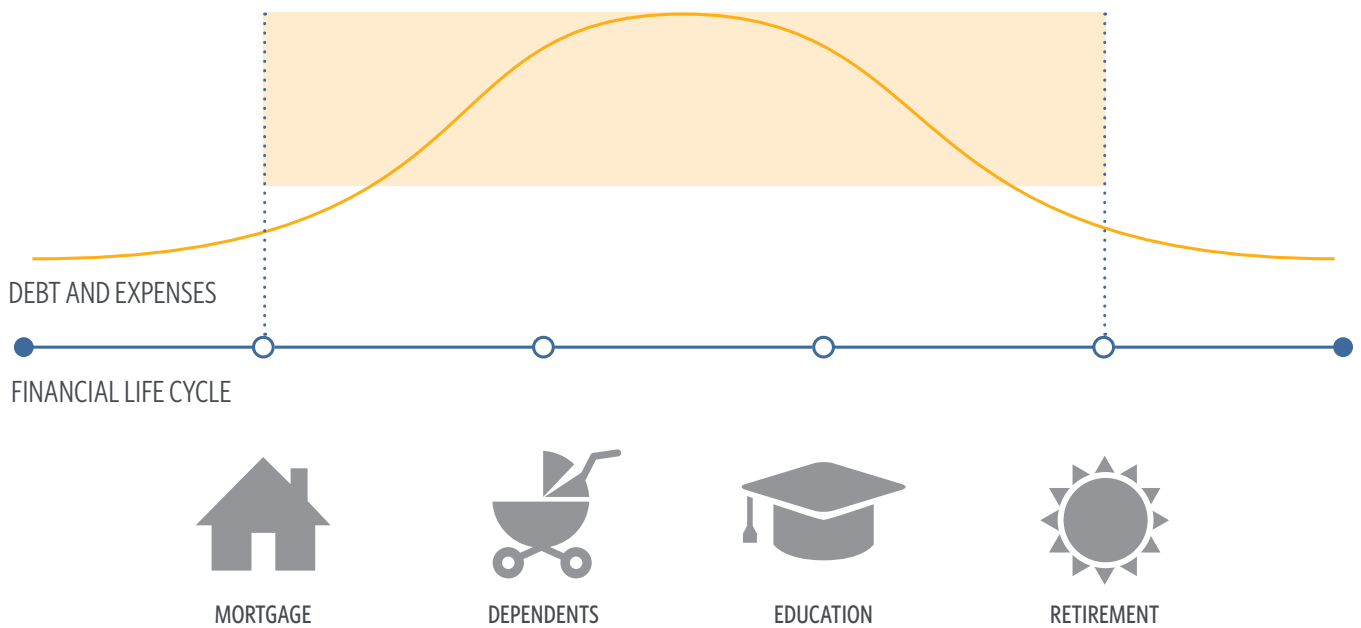 DEBT AND EXPENSES
FINANCIAL LIFE CYCLE
MORTGAGE
DEPENDENTS
EDUCATION
RETIREMENT